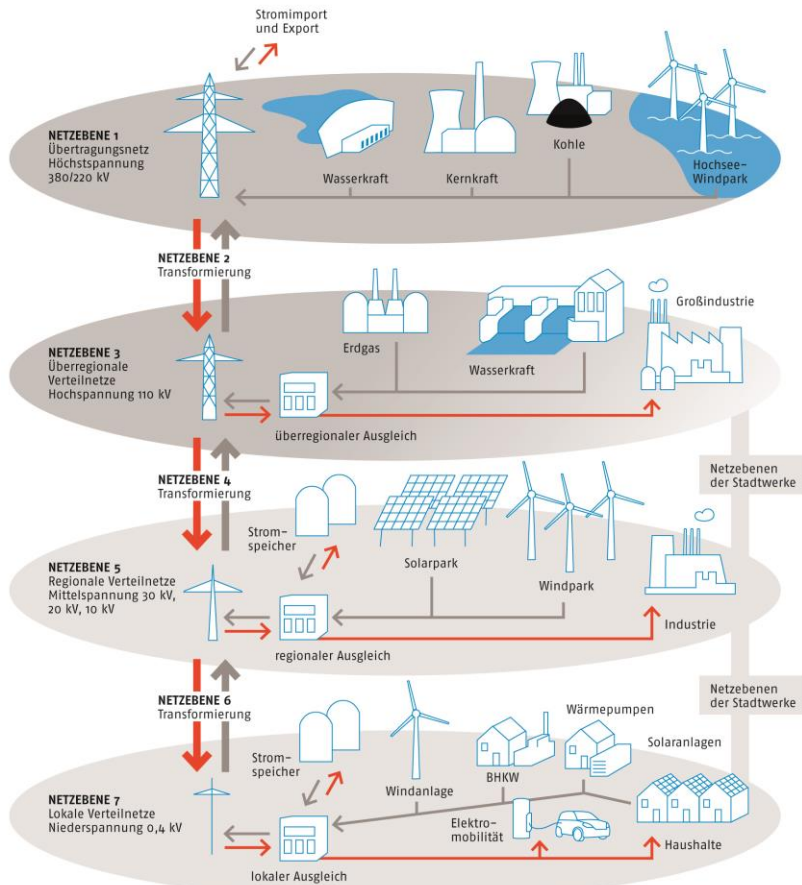 Stromimport
und Export
NETZEBENE 1
Übertragungsnetz
Höchstspannung
380/220 kV
Wasserkraft
Kernkraft
Kohle
Hochsee-
Windpark
NETZEBENE 2
Transformierung
NETZEBENE 3
Überregionale
Verteilnetze
Hochspannung 110 kV
Erdgas
Wasserkraft
Großindustrie
überregionaler Ausgleich
Netzebenen
der Stadtwerke
NETZEBENE 4
Transformierung
Strom-
speicher
Solarpark
Windpark
NETZEBENE 5
Regionale Verteilnetze
Mittelspannung 30 kV,
20 kV, 10 kV
Industrie
regionaler Ausgleich
Netzebenen
der Stadtwerke
NETZEBENE 6
Transformierung
Strom-
speicher
Windanlage
BHKW
Wärmepumpen
Solaranlagen
NETZEBENE 7
Lokale Verteilnetze
Niederspannung 0,4 kV
Elektro-
mobilität
Haushalte
lokaler Ausgleich